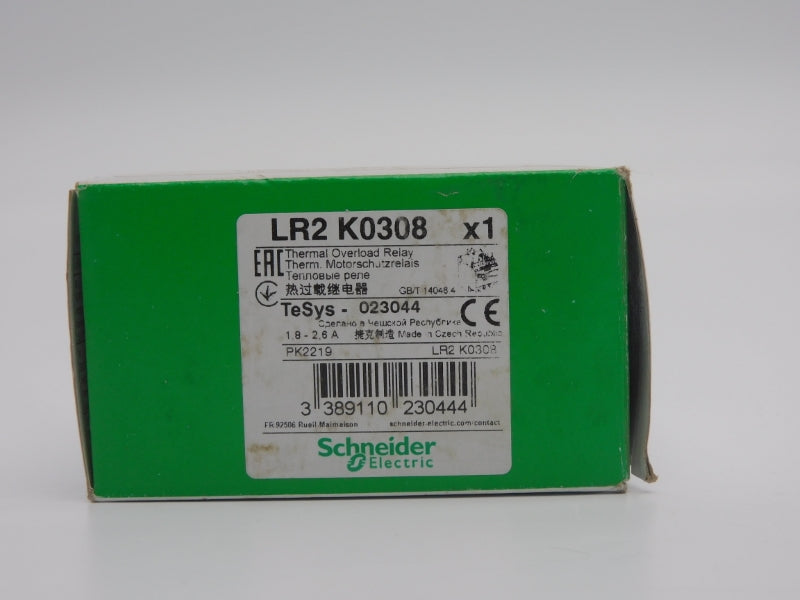 LR2 K0308 x1
EAC Thermal Overload Relay
Therm. Motorschutzrelais
Тепловые реле
热过载继电器 GB/T 14048.4
TeSys - 023044
Сделано в Чешской Республике CE
1,8 - 2,6 A 捷克制造 Made in Czech Republic
PK2219 LR2 K0308
3 389110 230444
FR 92506 Rueil Malmaison schneider-electric.com/contact
Schneider
Electric